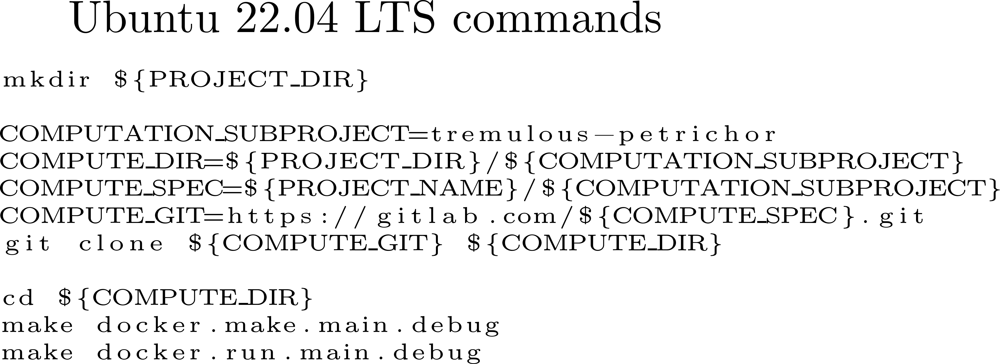 Ubuntu 22.04 LTS commands
mkdir ${PROJECT_DIR}
COMPUTATION_SUBPROJECT=tremulous-petrichor
COMPUTE_DIR=${PROJECT_DIR}/${COMPUTATION_SUBPROJECT}
COMPUTE_SPEC=${PROJECT_NAME}/${COMPUTATION_SUBPROJECT}
COMPUTE_GIT=https://gitlab.com/${COMPUTE_SPEC}.git
git clone ${COMPUTE_GIT} ${COMPUTE_DIR}
cd ${COMPUTE_DIR}
make docker.make.main.debug
make docker.run.main.debug